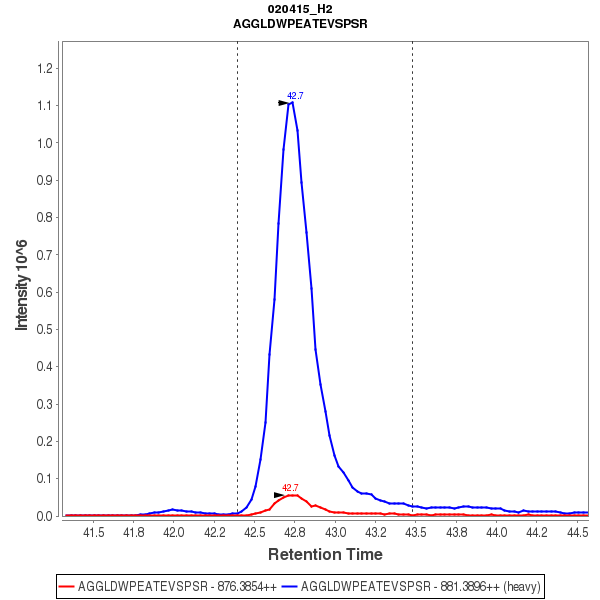 020415_H2
AGGLDWPEATEVSPSR
42.7
42.7
Intensity 10^6
1.2
1.1
1.0
0.9
0.8
0.7
0.6
0.5
0.4
0.3
0.2
0.1
0.0
41.5 41.8 42.0 42.2 42.5 42.8 43.0 43.2 43.5 43.8 44.0 44.2 44.5
Retention Time
AGGLDWPEATEVSPSR - 876.3854++ AGGLDWPEATEVSPSR - 881.3896++ (heavy)